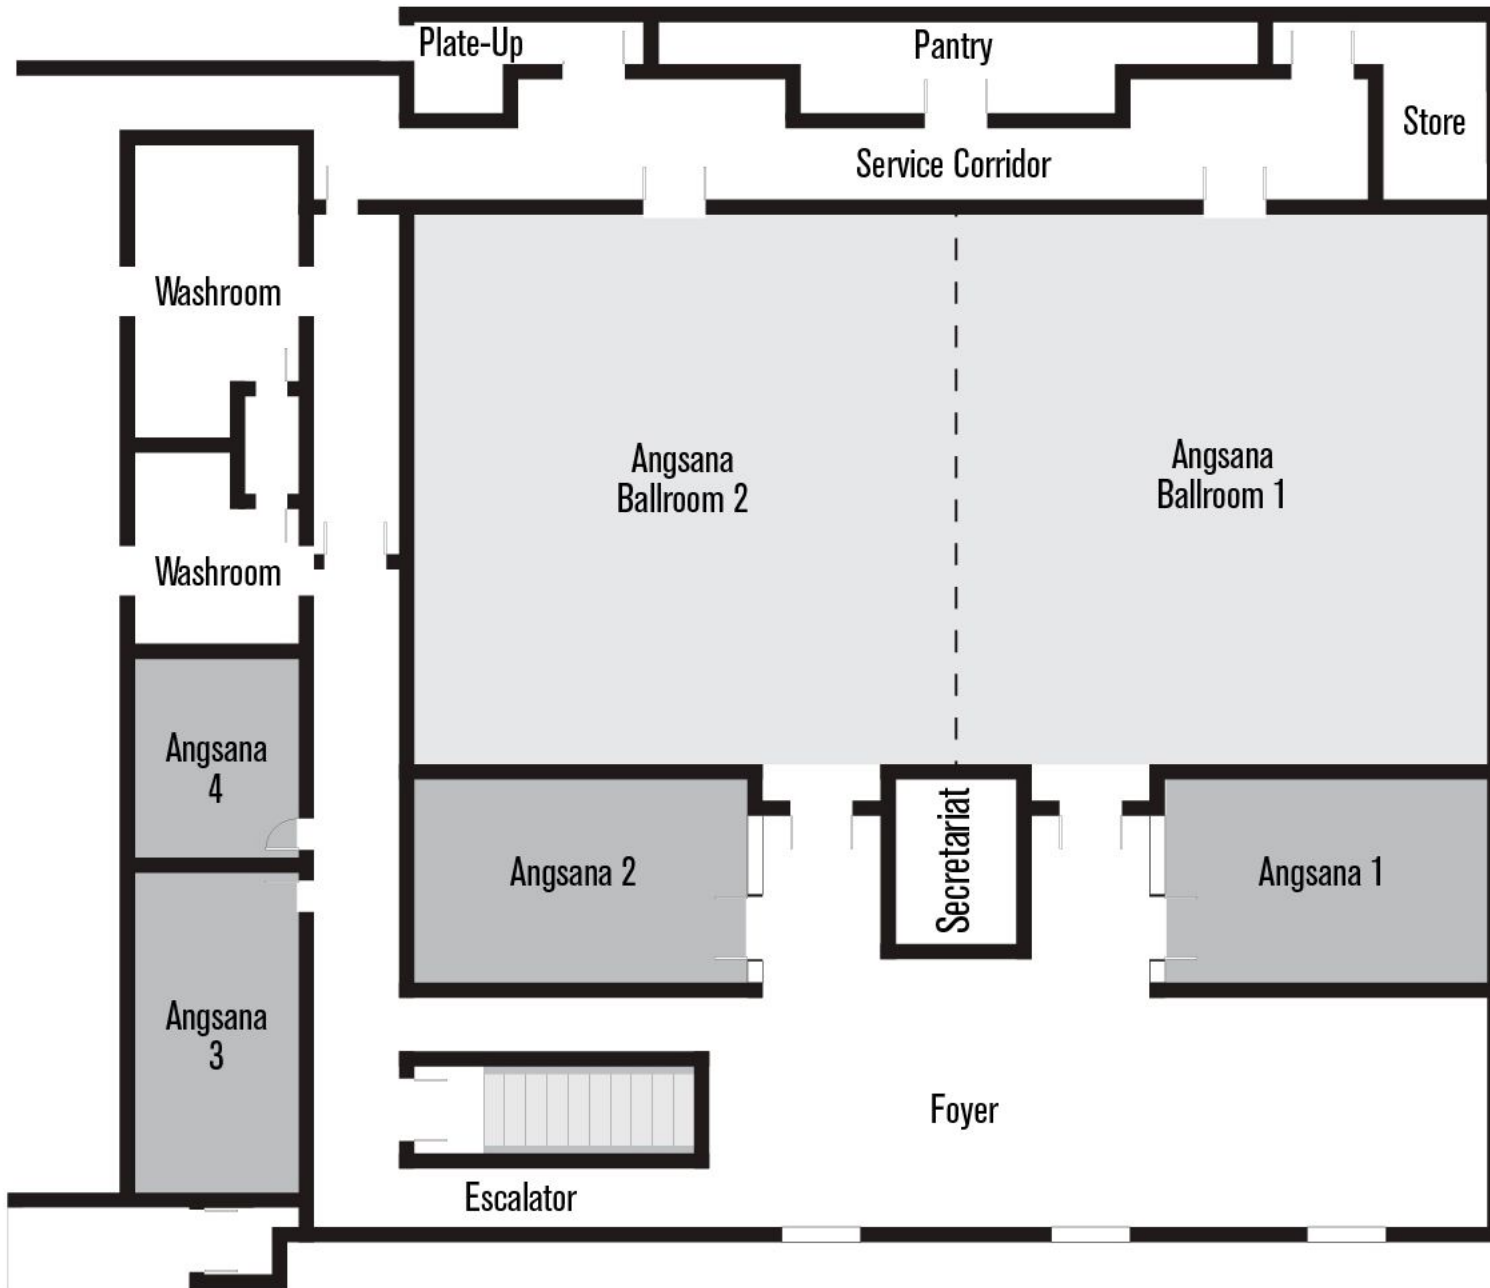 Plate-Up
Pantry
Store
Service Corridor
Washroom
Angsana
Ballroom 2
Angsana
Ballroom 1
Washroom
Angsana
4
Angsana 2
Secretariat
Angsana 1
Angsana
3
Foyer
Escalator